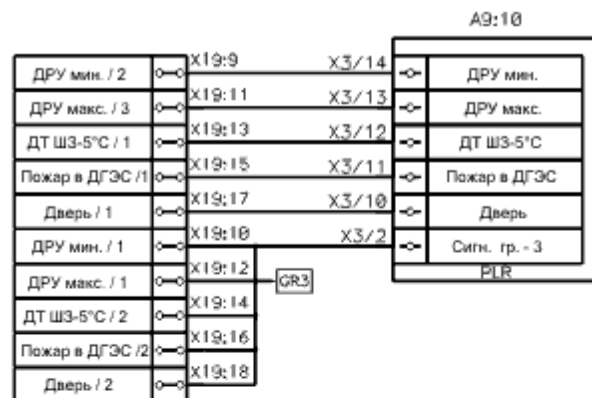 A9:10
ДРУ мин. / 2 X19:9 X3/14 ДРУ мин.
ДРУ макс. / 3 X19:11 X3/13 ДРУ макс.
ДТ ШЗ-5°С / 1 X19:13 X3/12 ДТ ШЗ-5°С
Пожар в ДГЭС /1 X19:15 X3/11 Пожар в ДГЭС
Дверь / 1 X19:17 X3/10 Дверь
ДРУ мин. / 1 X19:10 X3/2 Сигн. гр. - 3
ДРУ макс. / 1 X19:12 GR3 PLR
ДТ ШЗ-5°С / 2 X19:14
Пожар в ДГЭС /2 X19:16
Дверь / 2 X19:18